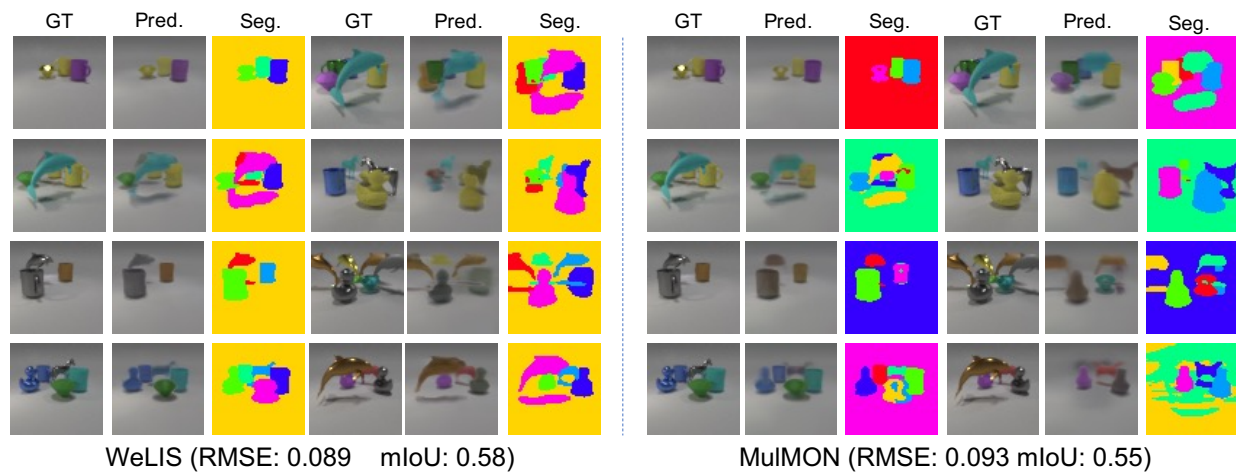 GT Pred. Seg. GT Pred. Seg. GT Pred. Seg. GT Pred. Seg.
WeLIS (RMSE: 0.089 mIoU: 0.58) MulMON (RMSE: 0.093 mIoU: 0.55)